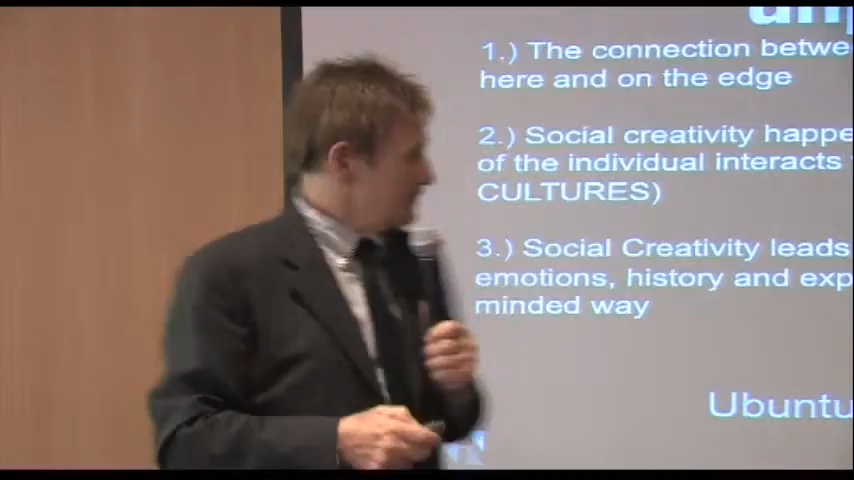 1.) The connection betwe
here and on the edge
2.) Social creativity happe
of the individual interacts
CULTURES)
3.) Social Creativity leads
emotions, history and exp
minded way
Ubuntu